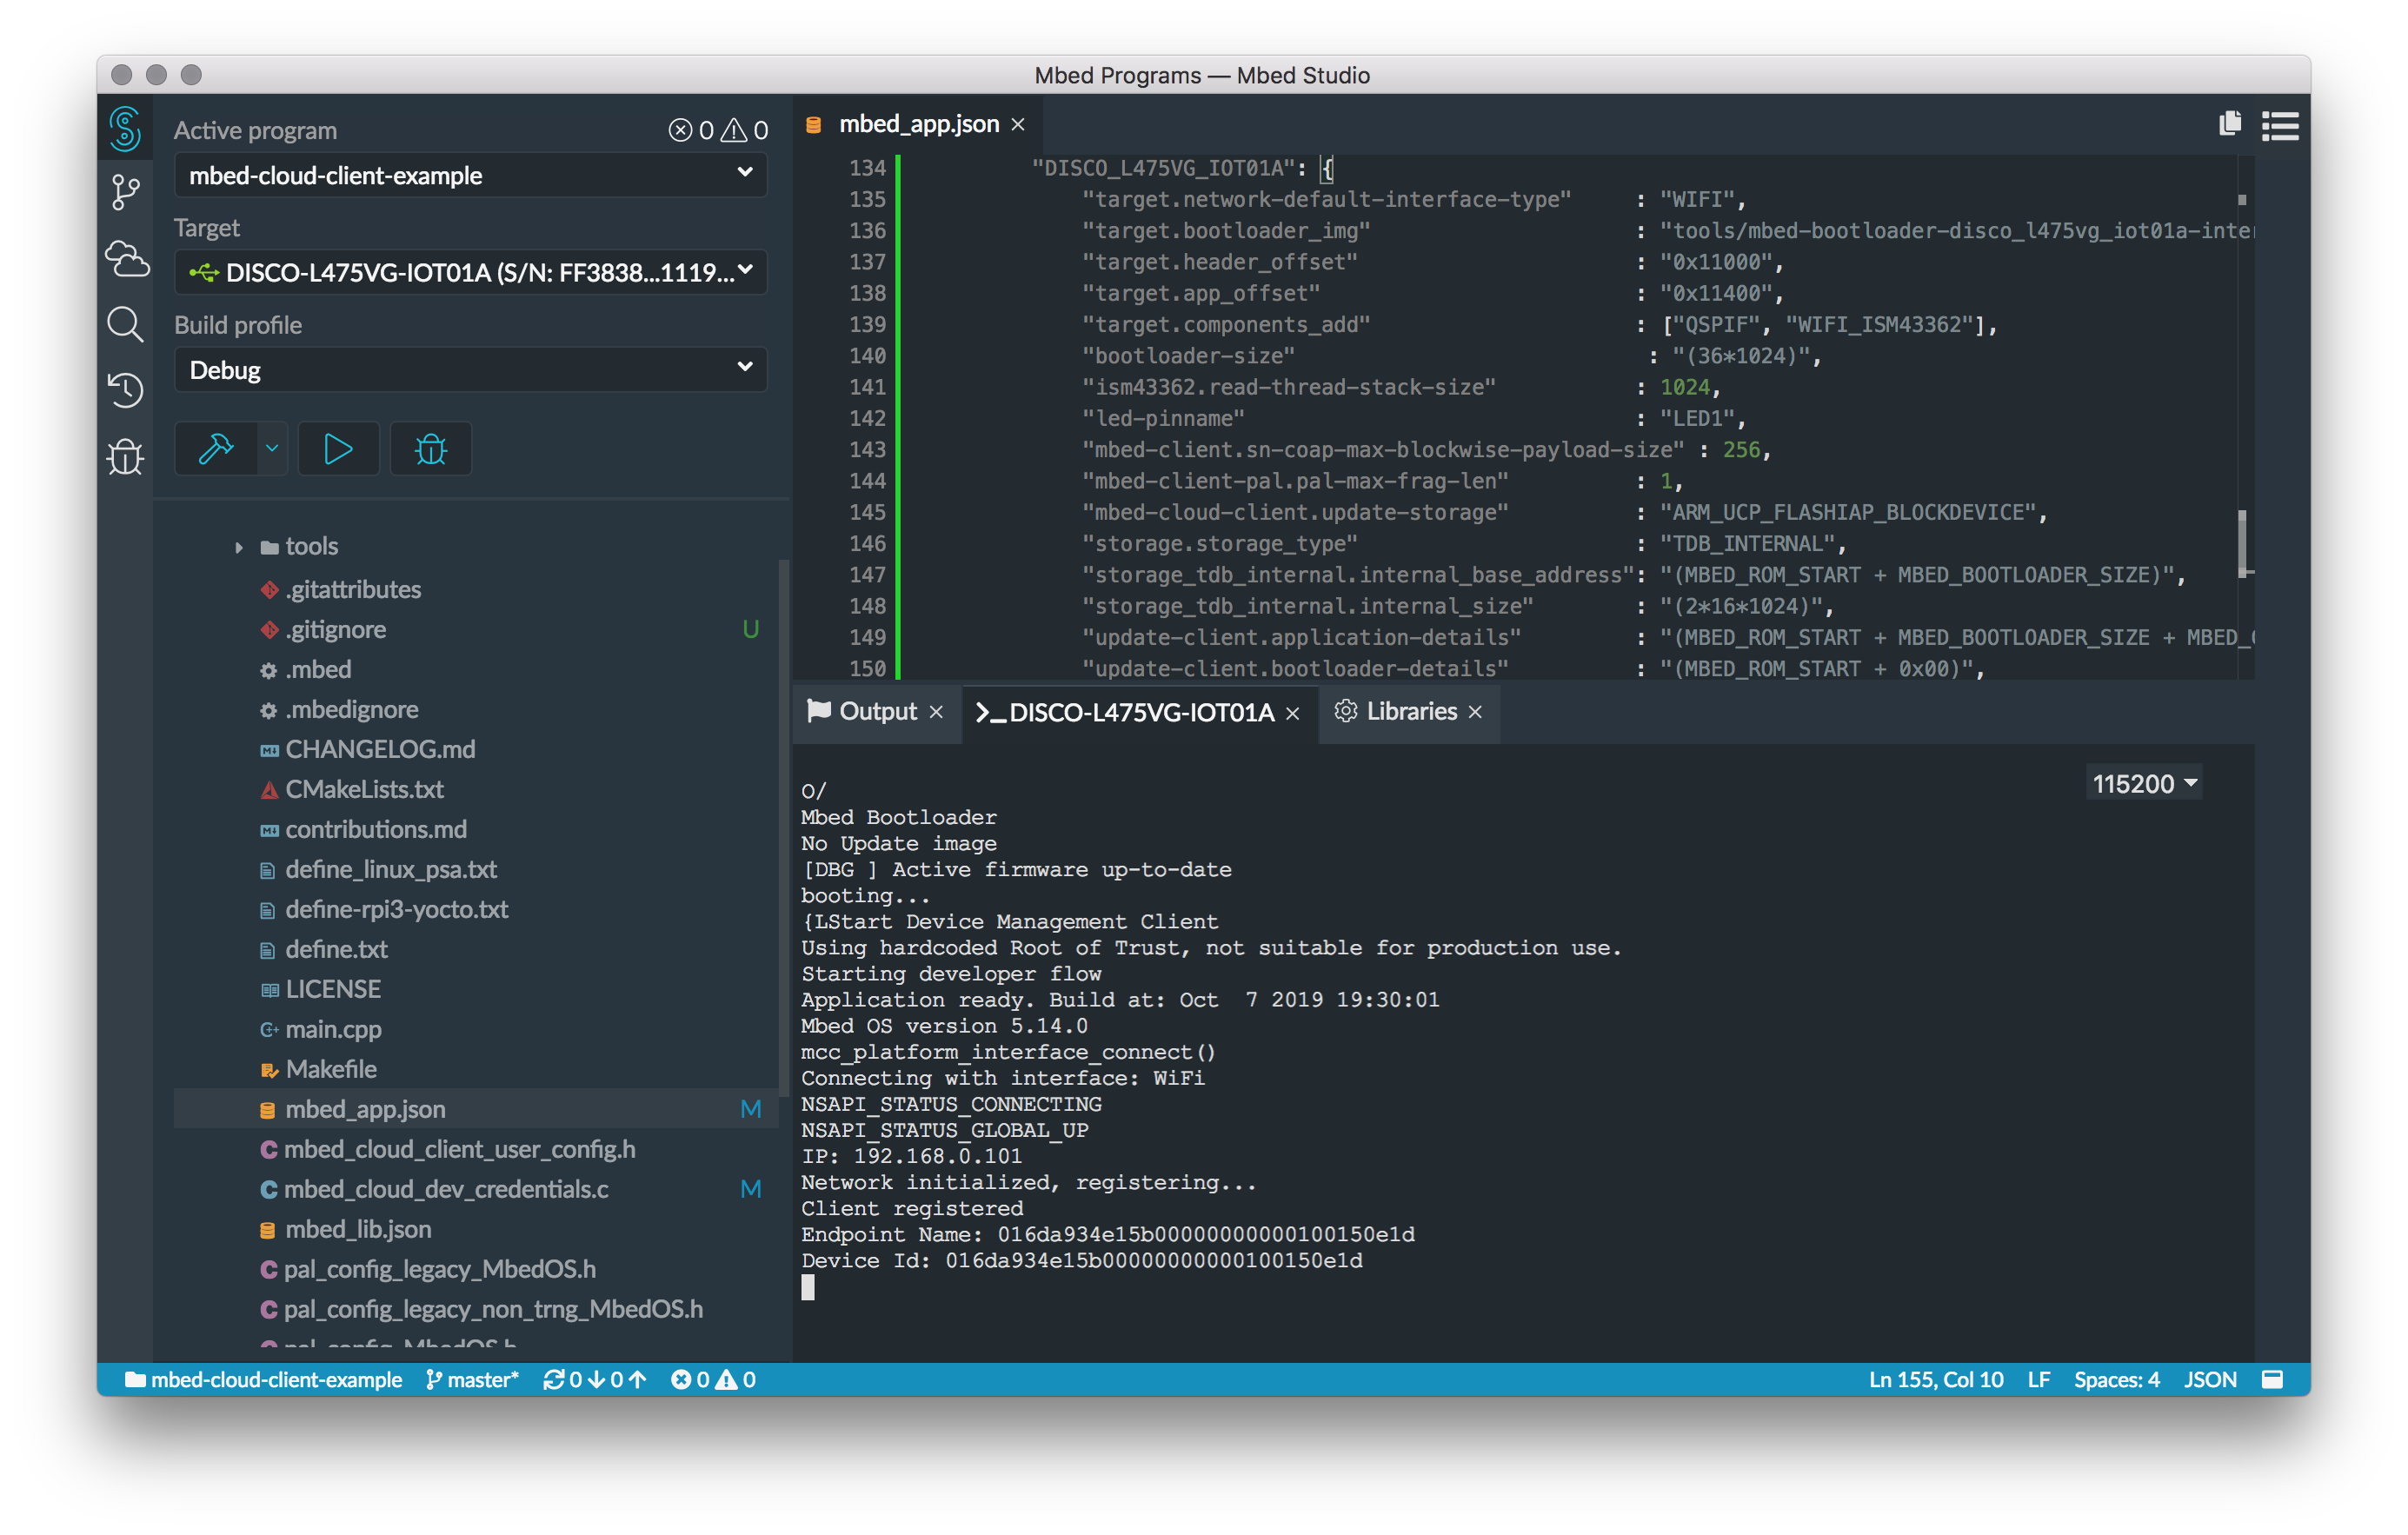 Mbed Programs — Mbed Studio
Active program
0 0
mbed-cloud-client-example
Target
DISCO-L475VG-IOT01A (S/N: FF3838...1119...
Build profile
Debug
tools
.gitattributes
.gitignore U
.mbed
.mbedignore
CHANGELOG.md
CMakeLists.txt
contributions.md
define_linux_psa.txt
define-rpi3-yocto.txt
define.txt
LICENSE
main.cpp
Makefile
mbed_app.json M
mbed_cloud_client_user_config.h
mbed_cloud_dev_credentials.c M
mbed_lib.json
pal_config_legacy_MbedOS.h
pal_config_legacy_non_trng_MbedOS.h
pal_config_MbedOS.h
mbed_app.json ×
134 "DISCO_L475VG_IOT01A": {
135 "target.network-default-interface-type" : "WIFI",
136 "target.bootloader_img" : "tools/mbed-bootloader-disco_l475vg_iot01a-inter
137 "target.header_offset" : "0x11000",
138 "target.app_offset" : "0x11400",
139 "target.components_add" : ["QSPIF", "WIFI_ISM43362"],
140 "bootloader-size" : "(36*1024)",
141 "ism43362.read-thread-stack-size" : 1024,
142 "led-pinname" : "LED1",
143 "mbed-client.sn-coap-max-blockwise-payload-size" : 256,
144 "mbed-client-pal.pal-max-frag-len" : 1,
145 "mbed-cloud-client.update-storage" : "ARM_UCP_FLASHIAP_BLOCKDEVICE",
146 "storage.storage_type" : "TDB_INTERNAL",
147 "storage_tdb_internal.internal_base_address": "(MBED_ROM_START + MBED_BOOTLOADER_SIZE)",
148 "storage_tdb_internal.internal_size" : "(2*16*1024)",
149 "update-client.application-details" : "(MBED_ROM_START + MBED_BOOTLOADER_SIZE + MBED_
150 "update-client.bootloader-details" : "(MBED_ROM_START + 0x00)",
Output × DISCO-L475VG-IOT01A × Libraries ×
115200
O/
Mbed Bootloader
No Update image
[DBG ] Active firmware up-to-date
booting...
{LStart Device Management Client
Using hardcoded Root of Trust, not suitable for production use.
Starting developer flow
Application ready. Build at: Oct  7 2019 19:30:01
Mbed OS version 5.14.0
mcc_platform_interface_connect()
Connecting with interface: WiFi
NSAPI_STATUS_CONNECTING
NSAPI_STATUS_GLOBAL_UP
IP: 192.168.0.101
Network initialized, registering...
Client registered
Endpoint Name: 016da934e15b00000000000100150e1d
Device Id: 016da934e15b00000000000100150e1d
mbed-cloud-client-example master* 0 0 0 0 Ln 155, Col 10 LF Spaces: 4 JSON